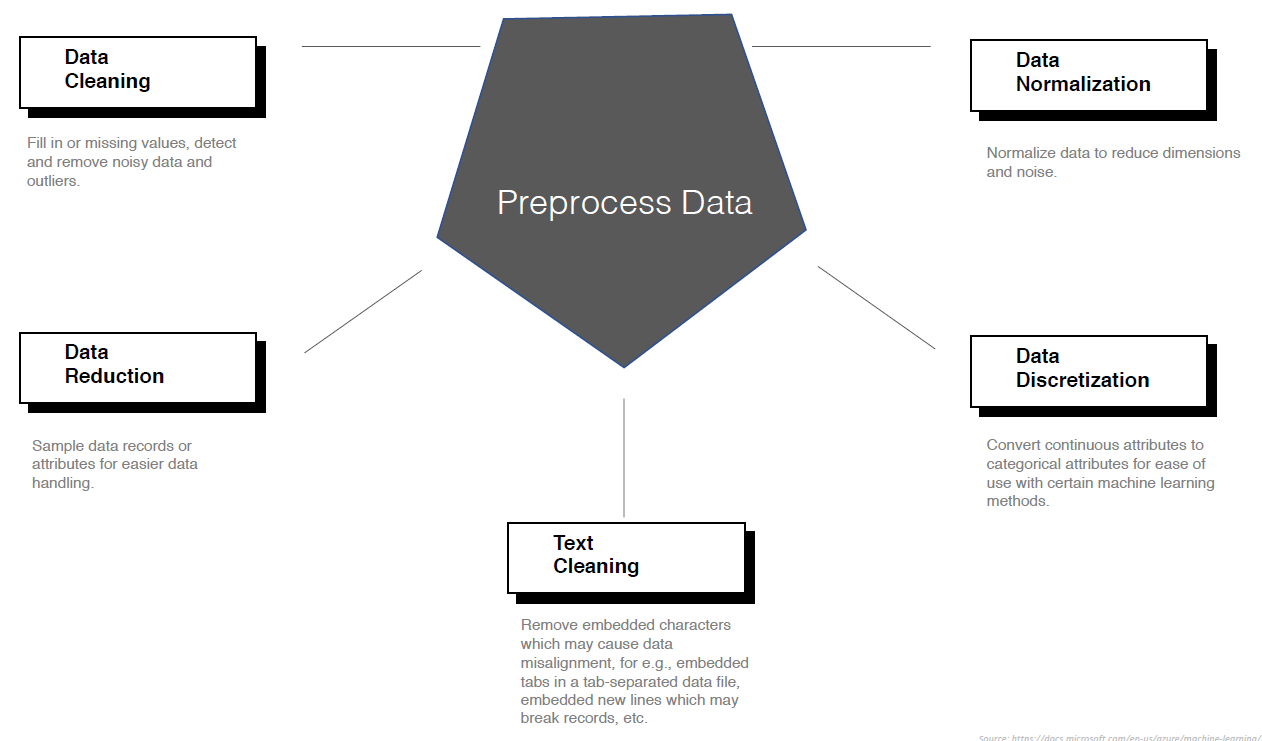 Data
Cleaning
Fill in or missing values, detect
and remove noisy data and
outliers.
Preprocess Data
Data
Normalization
Normalize data to reduce dimensions
and noise.
Data
Reduction
Sample data records or
attributes for easier data
handling.
Data
Discretization
Convert continuous attributes to
categorical attributes for ease of
use with certain machine learning
methods.
Text
Cleaning
Remove embedded characters
which may cause data
misalignment, for e.g., embedded
tabs in a tab-separated data file,
embedded new lines which may
break records, etc.
Source: https://docs.microsoft.com/en-us/azure/machine-learning/